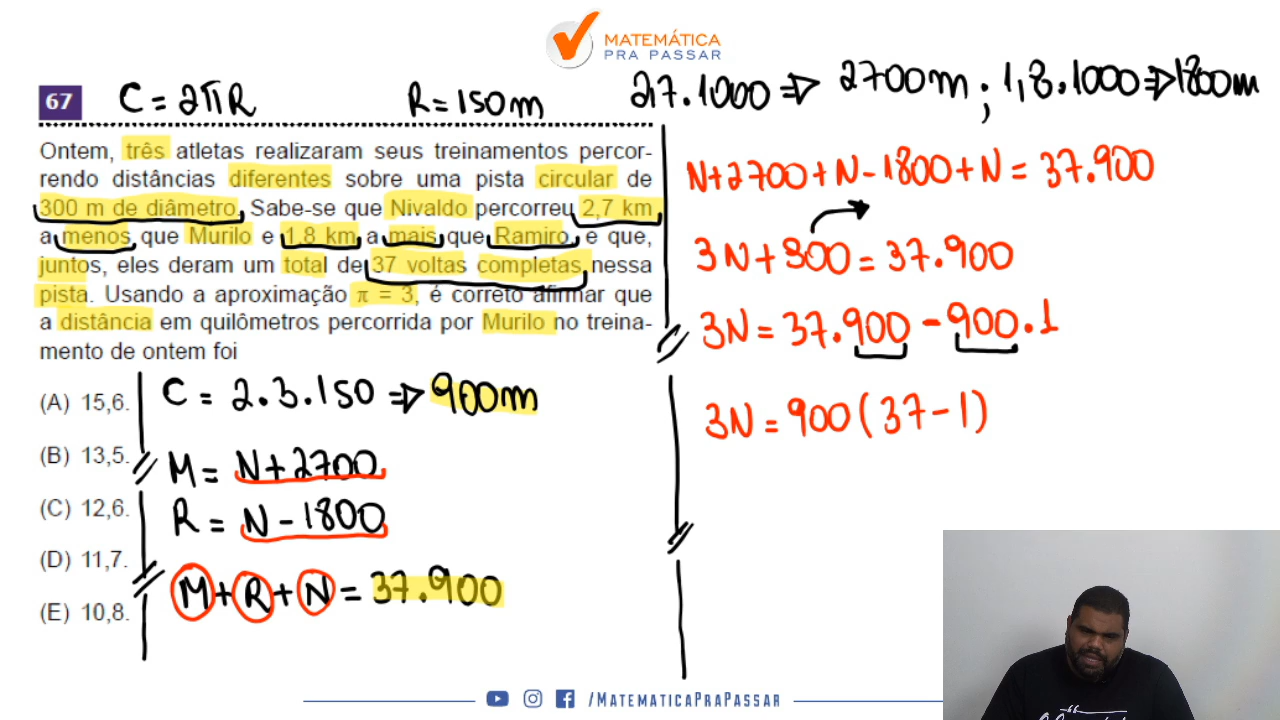 MATEMÁTICA
PRA PASSAR
67
C = 2πR
R = 150m
2,7.1000 => 2700m ; 1,8.1000 => 1800m
Ontem, três atletas realizaram seus treinamentos percor-
rendo distâncias diferentes sobre uma pista circular de
300 m de diâmetro. Sabe-se que Nivaldo percorreu 2,7 km
a menos que Murilo e 1,8 km a mais que Ramiro, e que,
juntos, eles deram um total de 37 voltas completas nessa
pista. Usando a aproximação π = 3, é correto afirmar que
a distância em quilômetros percorrida por Murilo no treina-
mento de ontem foi
(A) 15,6.
(B) 13,5.
(C) 12,6.
(D) 11,7.
(E) 10,8.
C = 2.3.150 => 900m
M = N+2700
R = N-1800
M+R+N = 37.900
N+2700+N-1800+N = 37.900
3N+300 = 37.900
3N = 37.900 - 900.1
3N = 900(37-1)
/MatematicaPraPassar